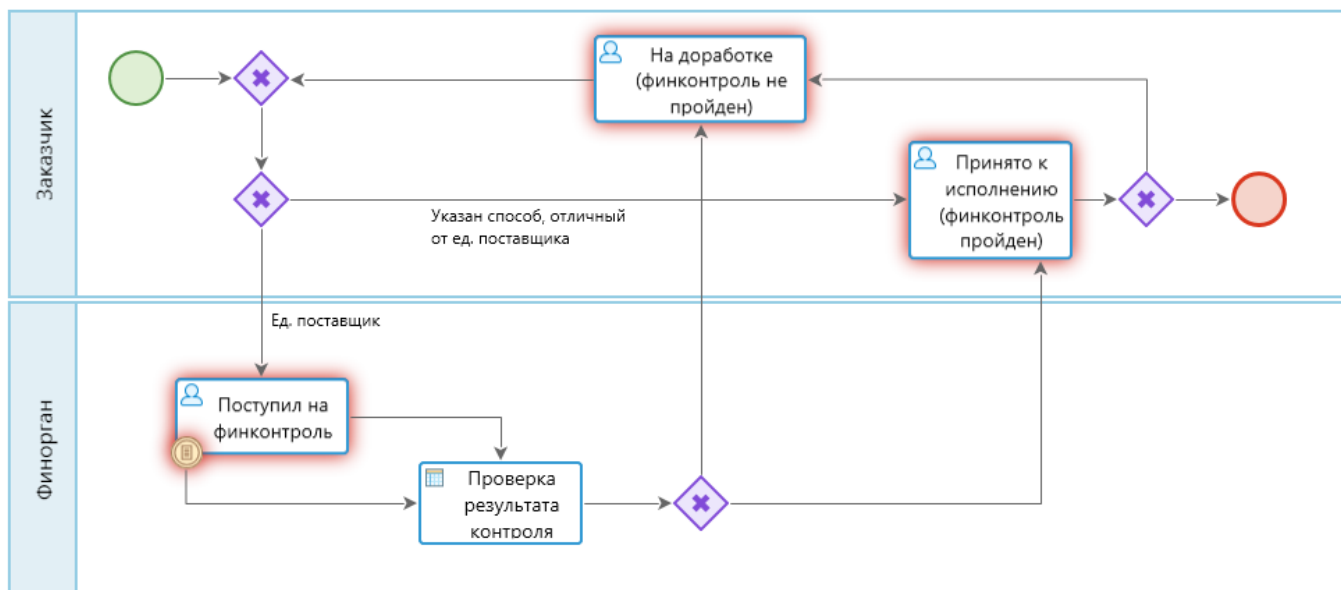 Заказчик
На доработке
(финконтроль не
пройден)
Принято к
исполнению
(финконтроль
пройден)
Указан способ, отличный
от ед. поставщика
Ед. поставщик
Финорган
Поступил на
финконтроль
Проверка
результата
контроля